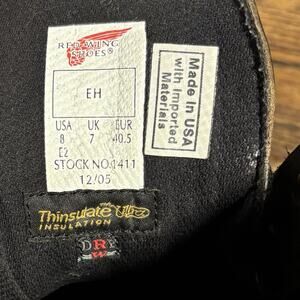 RED WING
SHOES
EH
USA UK EUR
8 7 40.5
E2
STOCK NO.1411
12/05
Made in USA
with Imported
Materials
Thinsulate Ultra
INSULATION
DRY